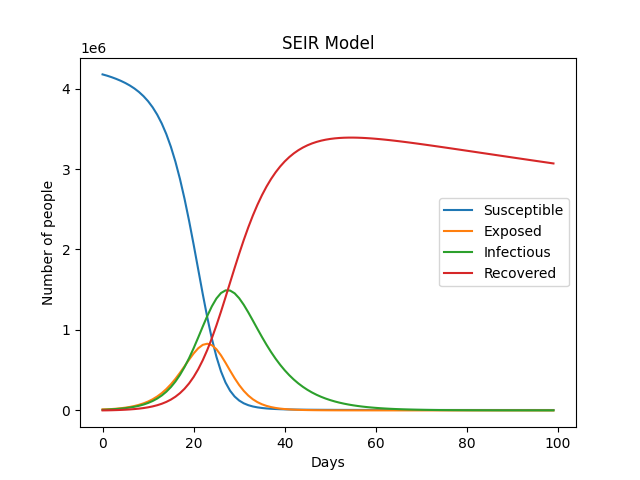 SEIR Model
1e6
4
3
2
1
0
Number of people
Susceptible
Exposed
Infectious
Recovered
0 20 40 60 80 100
Days